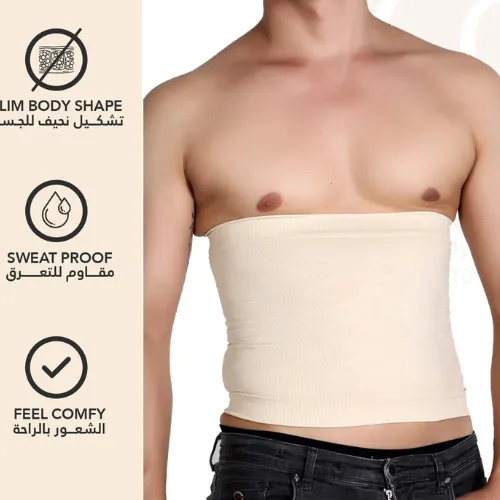 LIM BODY SHAPE
تشكيل نحيف للجس
SWEAT PROOF
مقاوم للتعرق
FEEL COMFY
الشعور بالراحة